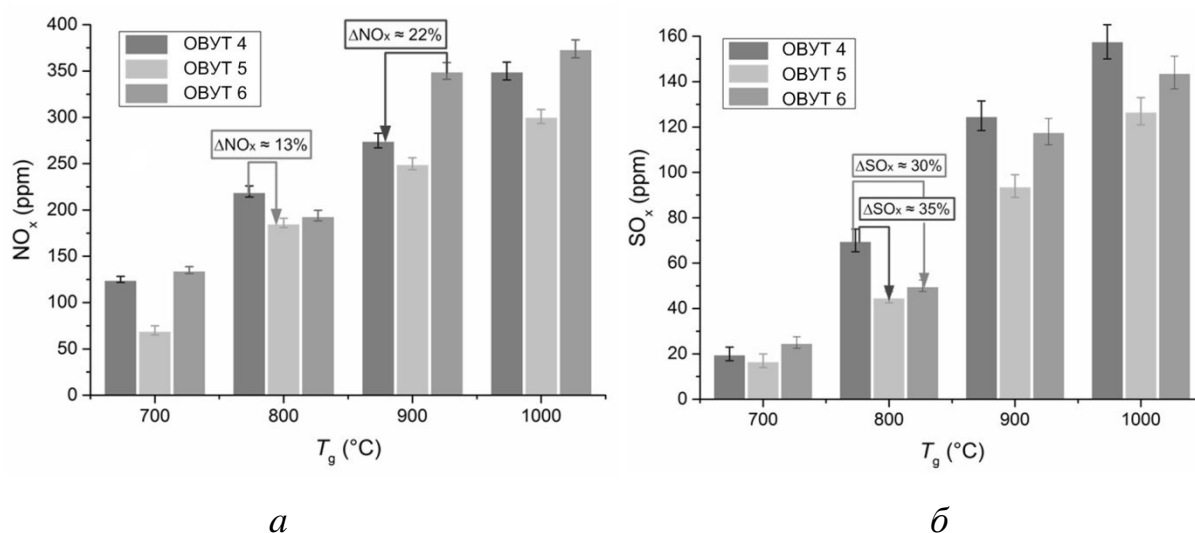 400
350
300
250
200
150
100
50
0
NOx (ppm)
ОВУТ 4
ОВУТ 5
ОВУТ 6
ΔNOx ≈ 22%
ΔNOx ≈ 13%
700 800 900 1000
Tg (°C)
а
160
140
120
100
80
60
40
20
0
SOx (ppm)
ОВУТ 4
ОВУТ 5
ОВУТ 6
ΔSOx ≈ 30%
ΔSOx ≈ 35%
700 800 900 1000
Tg (°C)
б